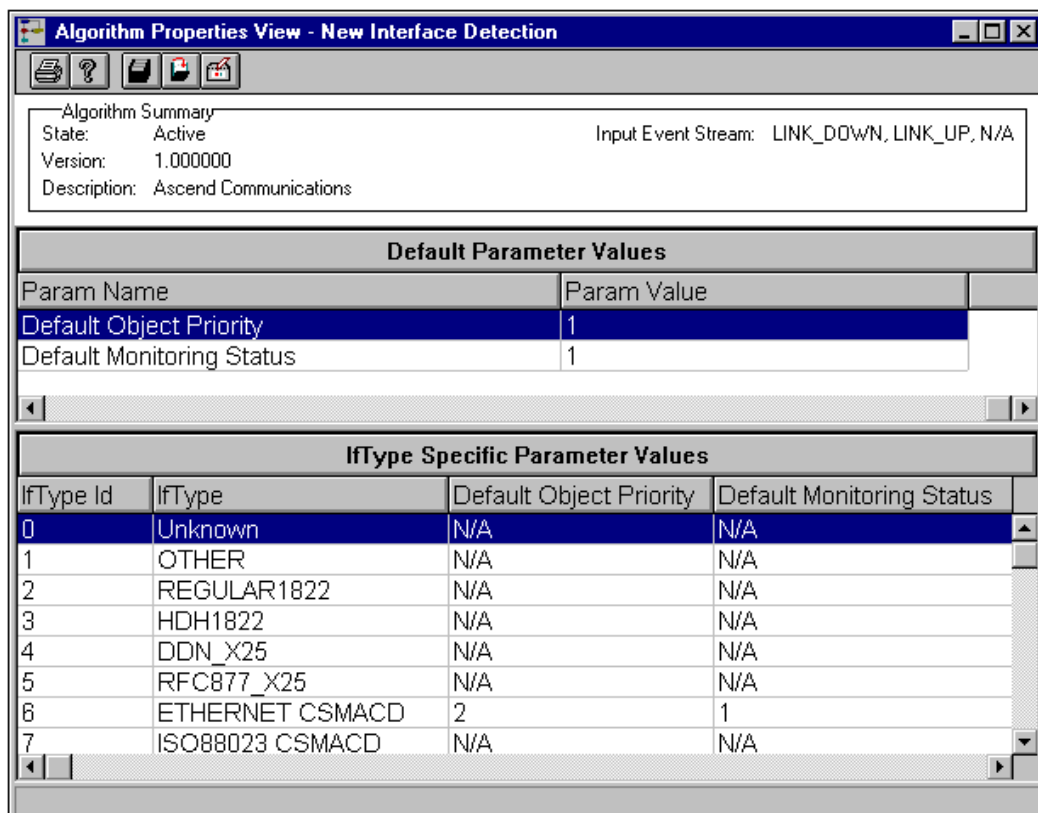 Algorithm Properties View - New Interface Detection
Algorithm Summary
State: Active Input Event Stream: LINK_DOWN, LINK_UP, N/A
Version: 1.000000
Description: Ascend Communications
Default Parameter Values
Param Name Param Value
Default Object Priority 1
Default Monitoring Status 1
IfType Specific Parameter Values
IfType Id IfType Default Object Priority Default Monitoring Status
0 Unknown N/A N/A
1 OTHER N/A N/A
2 REGULAR1822 N/A N/A
3 HDH1822 N/A N/A
4 DDN_X25 N/A N/A
5 RFC877_X25 N/A N/A
6 ETHERNET CSMACD 2 1
7 ISO88023 CSMACD N/A N/A